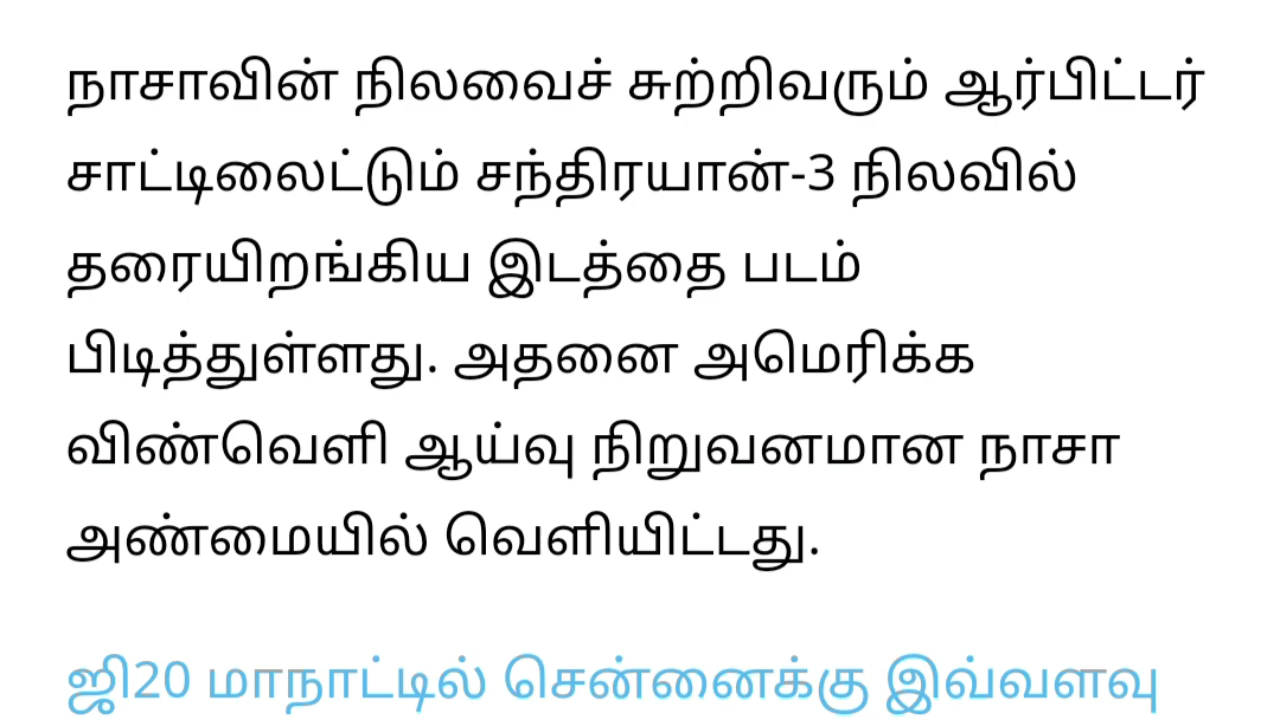 நாசாவின் நிலவைச் சுற்றிவரும் ஆர்பிட்டர்
சாட்டிலைட்டும் சந்திரயான்-3 நிலவில்
தரையிறங்கிய இடத்தை படம்
பிடித்துள்ளது. அதனை அமெரிக்க
விண்வெளி ஆய்வு நிறுவனமான நாசா
அண்மையில் வெளியிட்டது.
ஜி20 மாநாட்டில் சென்னைக்கு இவ்வளவு